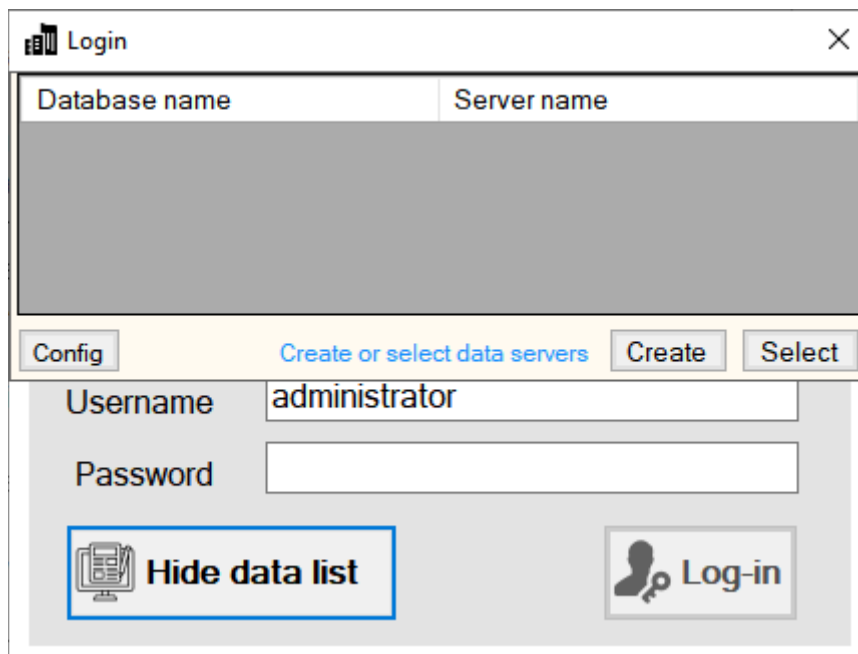 Login
Database name Server name
Config Create or select data servers Create Select
Username administrator
Password
Hide data list Log-in